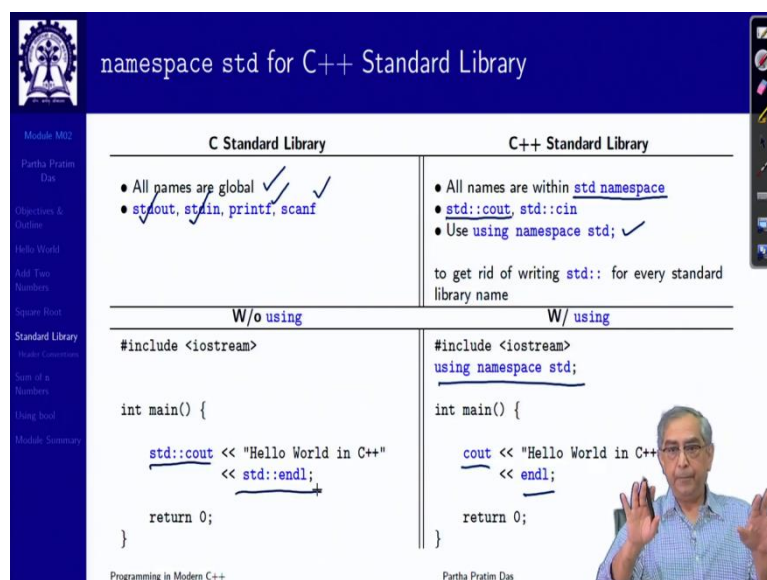 namespace std for C++ Standard Library
Module M02
Partha Pratim
Das
Objectives &
Outline
Hello World
Add Two
Numbers
Square Root
Standard Library
Header Conventions
Sum of n
Numbers
Using bool
Module Summary
C Standard Library
• All names are global
• stdout, stdin, printf, scanf
C++ Standard Library
• All names are within std namespace
• std::cout, std::cin
• Use using namespace std;
to get rid of writing std:: for every standard
library name
W/o using
#include <iostream>
int main() {
std::cout << "Hello World in C++"
<< std::endl;
return 0;
}
W/ using
#include <iostream>
using namespace std;
int main() {
cout << "Hello World in C++
<< endl;
return 0;
}
Programming in Modern C++
Partha Pratim Das